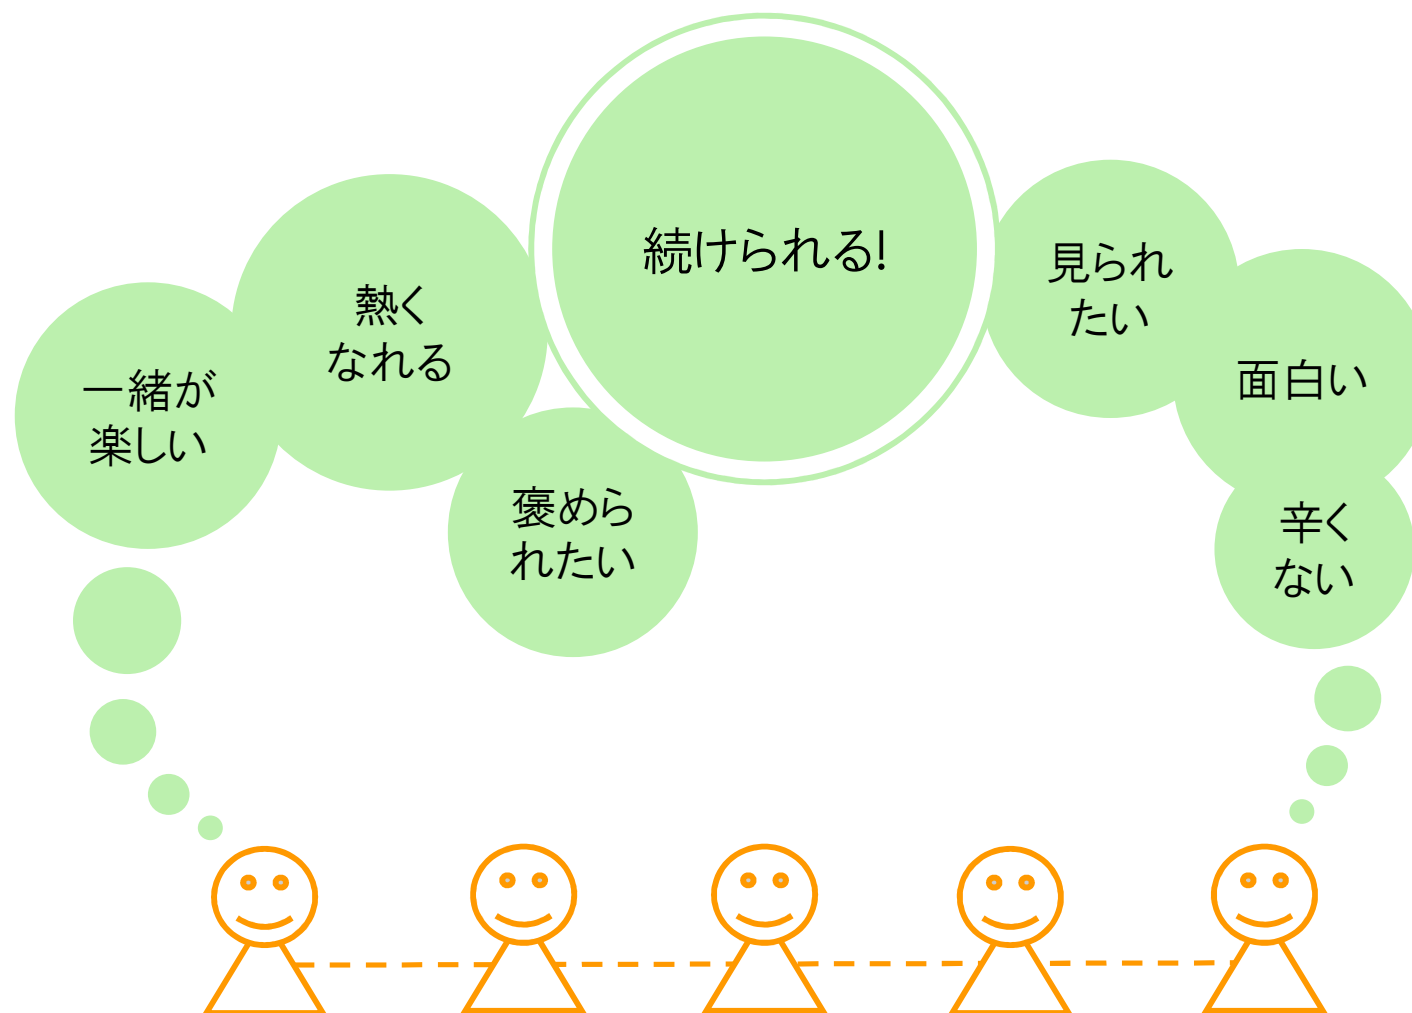 一緒が
楽しい
熱く
なれる
褒めら
れたい
続けられる!
見られ
たい
面白い
辛く
ない